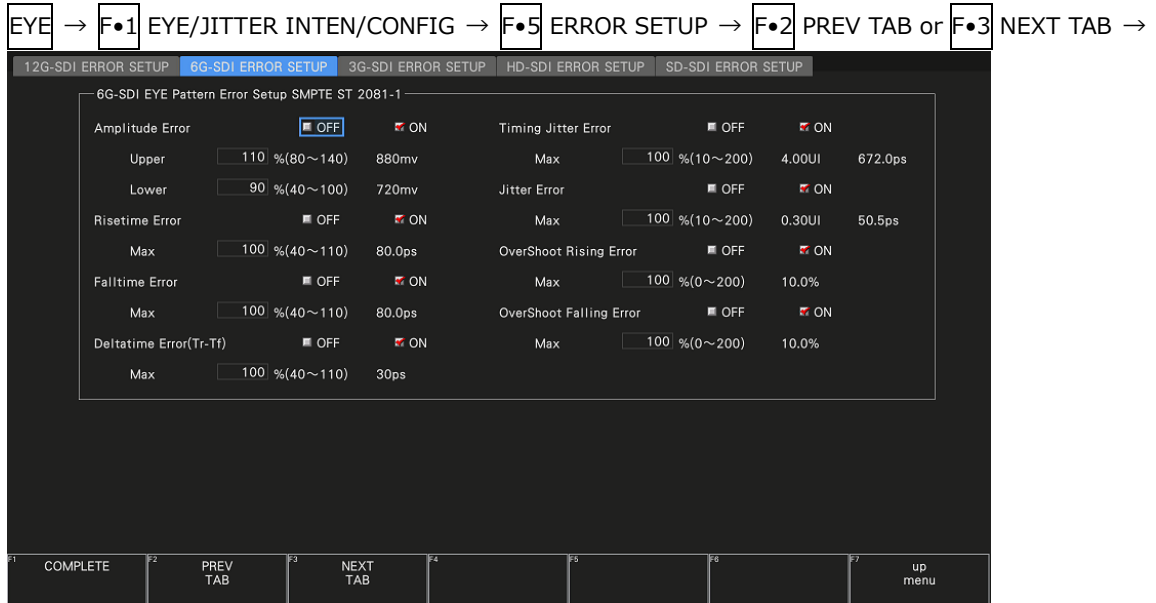 EYE → F•1 EYE/JITTER INTEN/CONFIG → F•5 ERROR SETUP → F•2 PREV TAB or F•3 NEXT TAB →
12G-SDI ERROR SETUP 6G-SDI ERROR SETUP 3G-SDI ERROR SETUP HD-SDI ERROR SETUP SD-SDI ERROR SETUP
6G-SDI EYE Pattern Error Setup SMPTE ST 2081-1
Amplitude Error OFF ON
Upper 110 %(80~140) 880mv
Lower 90 %(40~100) 720mv
Risetime Error OFF ON
Max 100 %(40~110) 80.0ps
Falltime Error OFF ON
Max 100 %(40~110) 80.0ps
Deltatime Error(Tr-Tf) OFF ON
Max 100 %(40~110) 30ps
Timing Jitter Error OFF ON
Max 100 %(10~200) 4.00UI 672.0ps
Jitter Error OFF ON
Max 100 %(10~200) 0.30UI 50.5ps
OverShoot Rising Error OFF ON
Max 100 %(0~200) 10.0%
OverShoot Falling Error OFF ON
Max 100 %(0~200) 10.0%
F1 COMPLETE
F2 PREV
TAB
F3 NEXT
TAB
F4
F5
F6
F7 up
menu